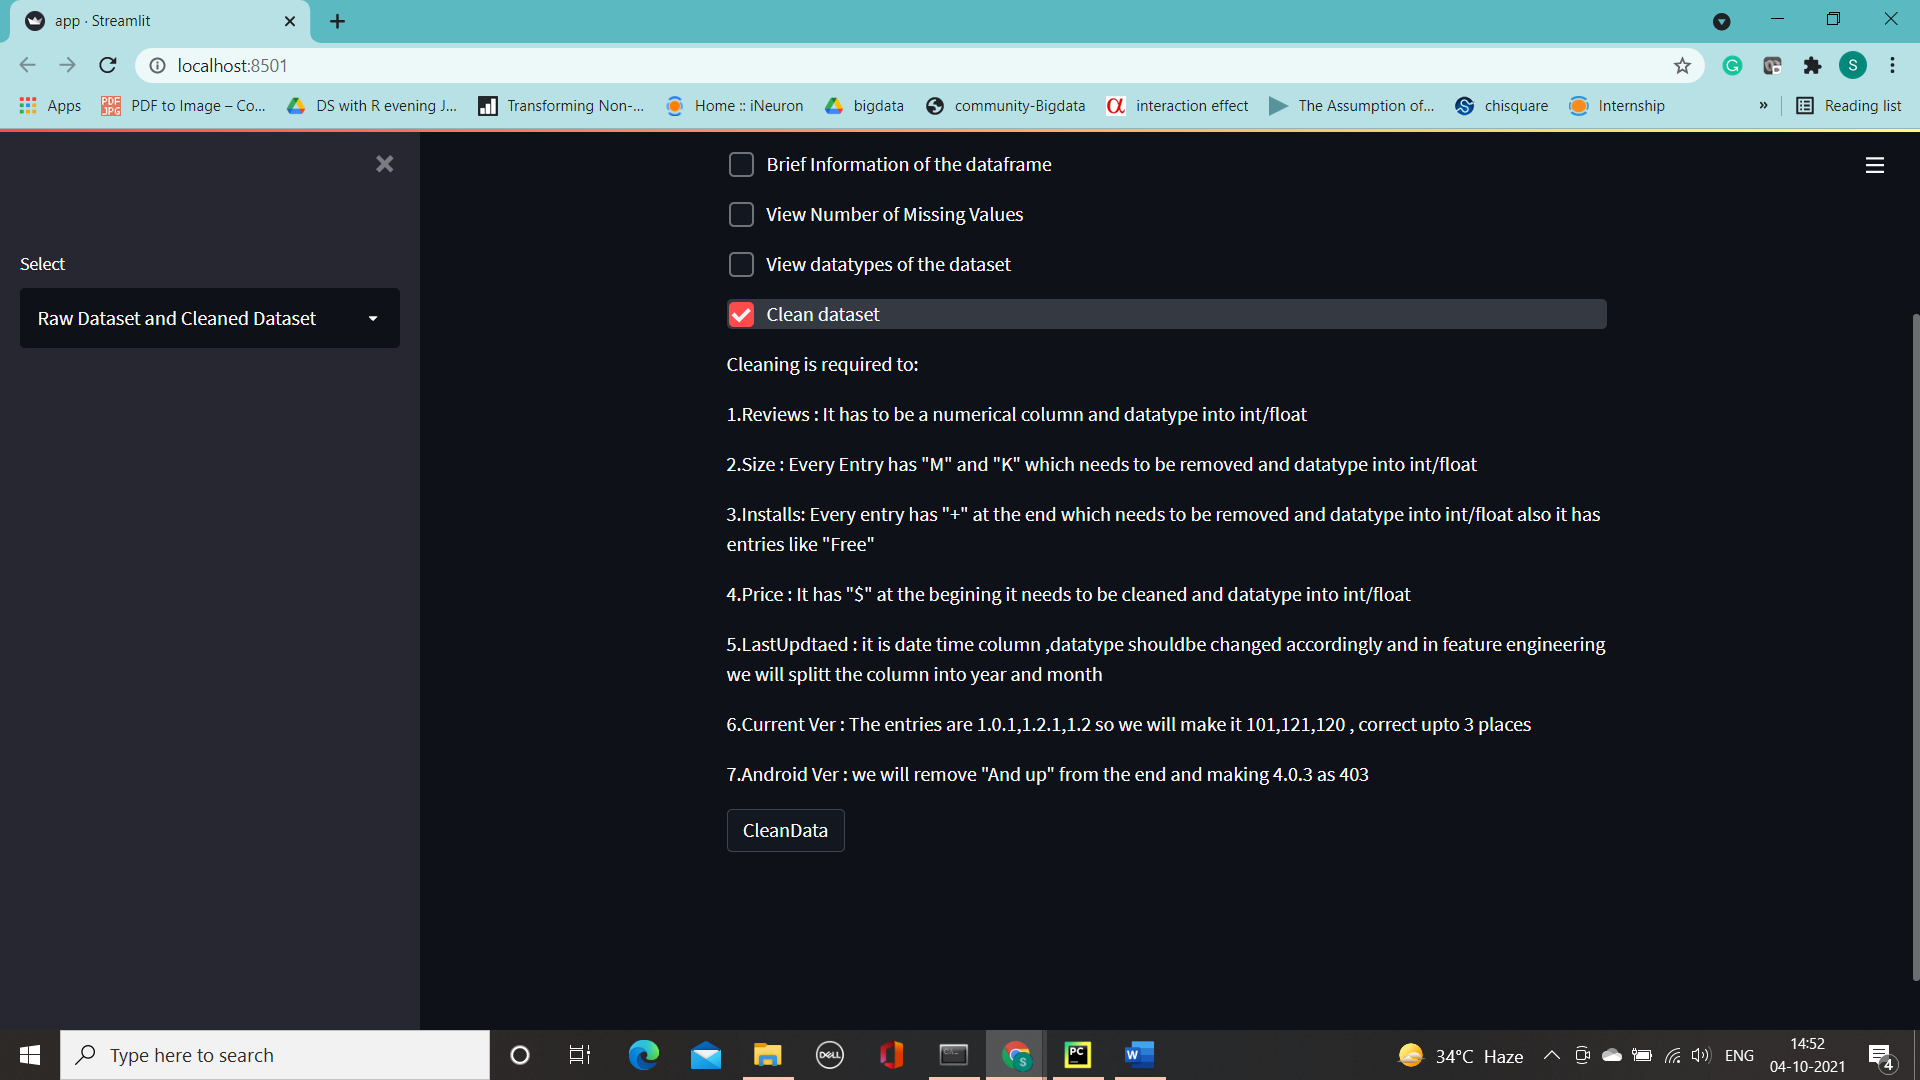 app · Streamlit
localhost:8501
S
Apps
PDF to Image – Co...
DS with R evening J...
Transforming Non-...
Home :: iNeuron
bigdata
community-Bigdata
interaction effect
The Assumption of...
chisquare
Internship
»
Reading list
Select
Raw Dataset and Cleaned Dataset
Brief Information of the dataframe
View Number of Missing Values
View datatypes of the dataset
Clean dataset
Cleaning is required to:
1.Reviews : It has to be a numerical column and datatype into int/float
2.Size : Every Entry has "M" and "K" which needs to be removed and datatype into int/float
3.Installs: Every entry has "+" at the end which needs to be removed and datatype into int/float also it has
entries like "Free"
4.Price : It has "$" at the begining it needs to be cleaned and datatype into int/float
5.LastUpdtaed : it is date time column ,datatype shouldbe changed accordingly and in feature engineering
we will splitt the column into year and month
6.Current Ver : The entries are 1.0.1,1.2.1,1.2 so we will make it 101,121,120 , correct upto 3 places
7.Android Ver : we will remove "And up" from the end and making 4.0.3 as 403
CleanData
Type here to search
DELL
PC
W
34°C Haze
ENG
14:52
04-10-2021
4